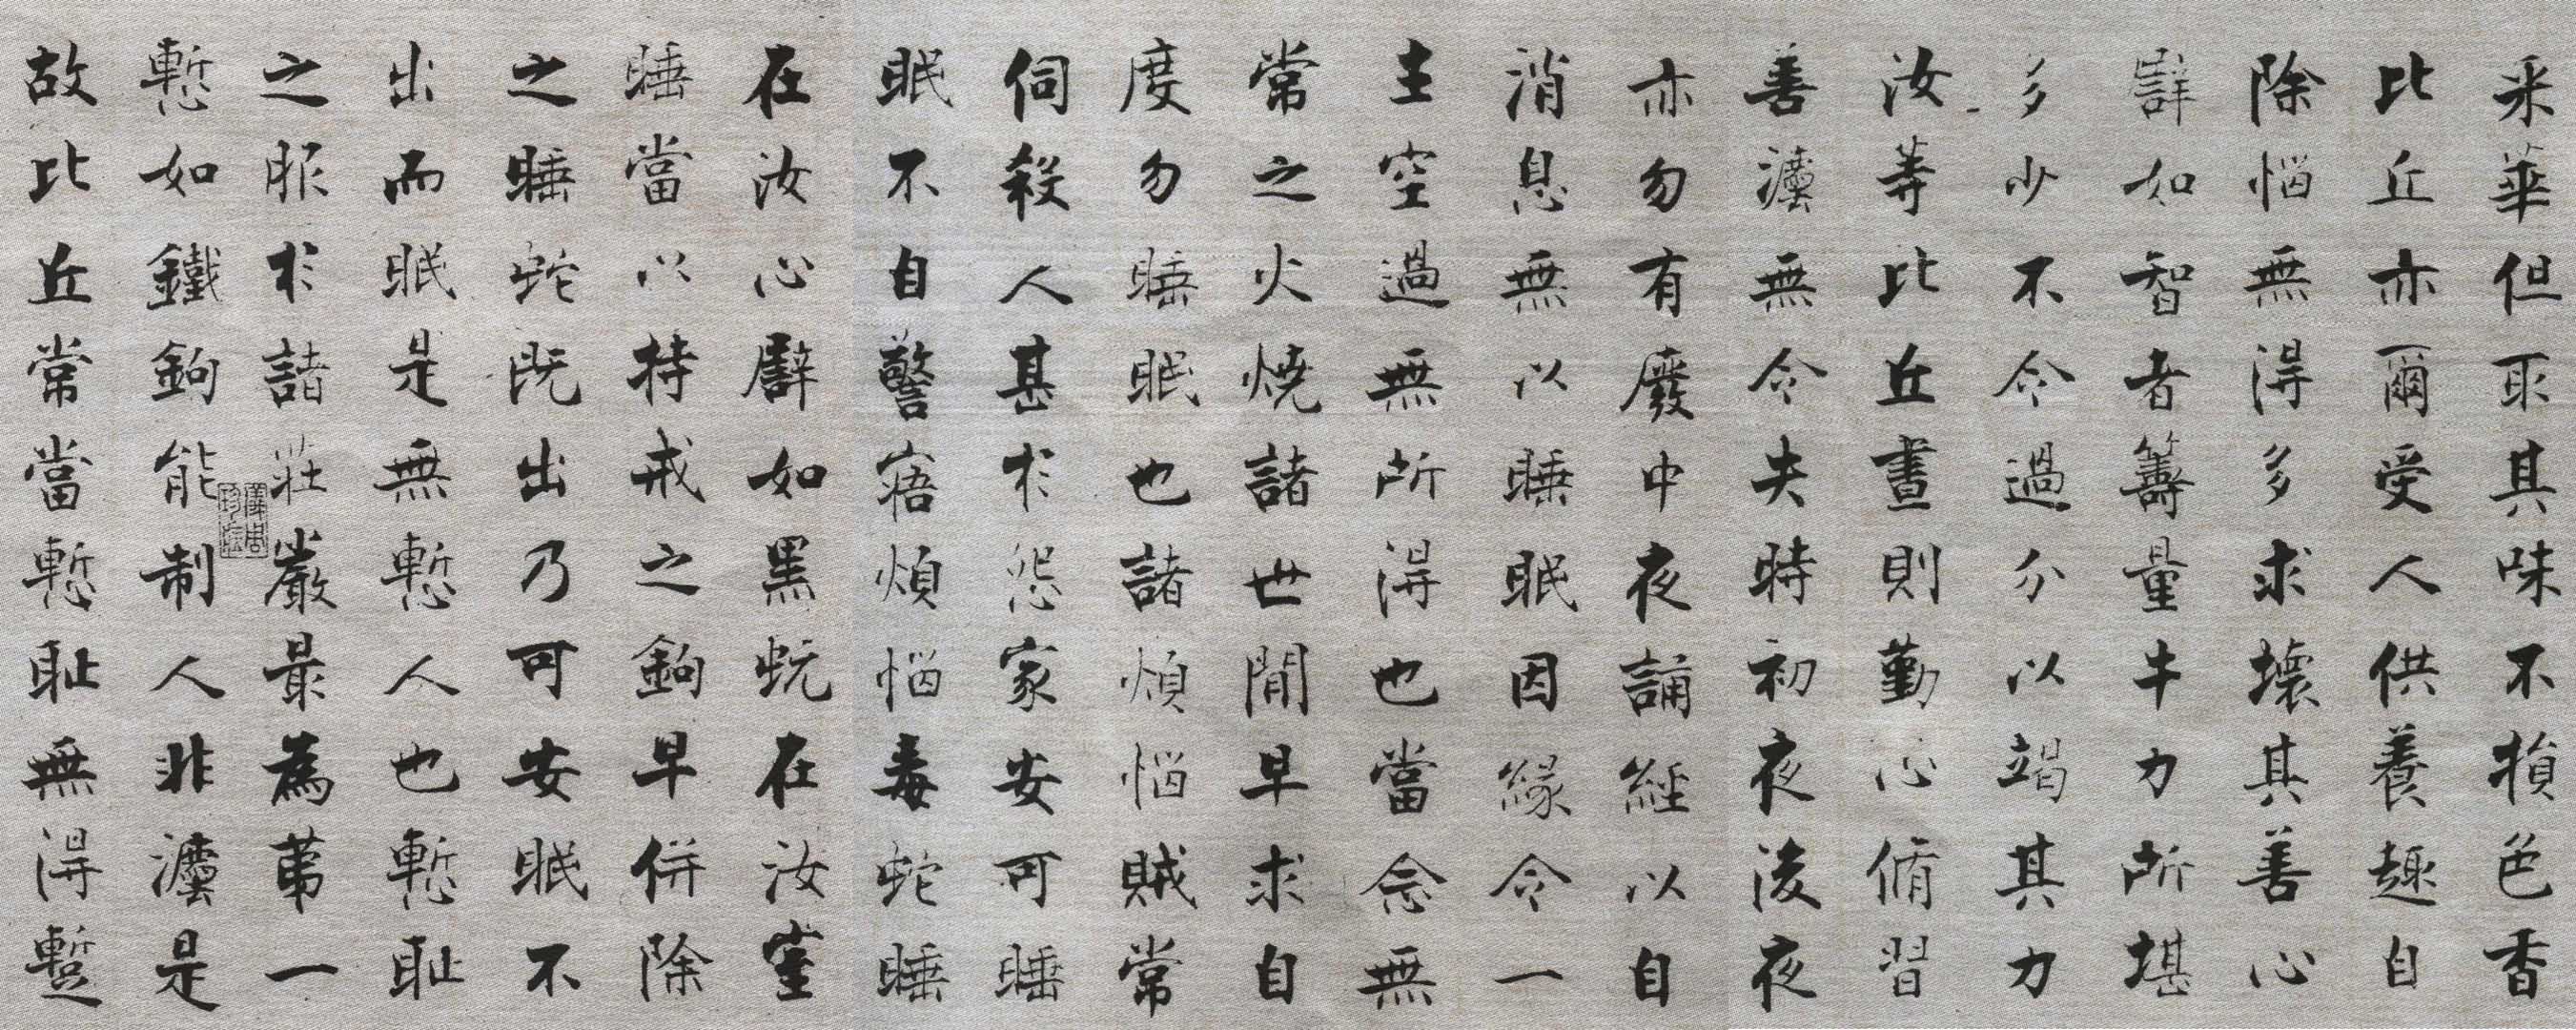 采華但取其味不損色香
比丘亦爾受人供養趣自
除惱無得多求壞其善心
譬如智者籌量牛力所堪
多少不令過分以竭其力
汝等比丘晝則勤心脩習
善法無令失時初夜後夜
亦勿有廢中夜誦經以自
消息無以睡眠因緣令一
生空過無所得也當念無
常之火燒諸世間早求自
度勿睡眠也諸煩惱賊常
伺殺人甚於怨家安可睡
眠不自警寤煩惱毒蛇睡
在汝心譬如黑蚖在汝室
睡當以持戒之鉤早併除
之睡蛇既出乃可安眠不
出而眠是無慙人也慙恥
之服於諸莊嚴最為第一
慙如鐵鉤能制人非法是
故比丘常當慙恥無得蹔